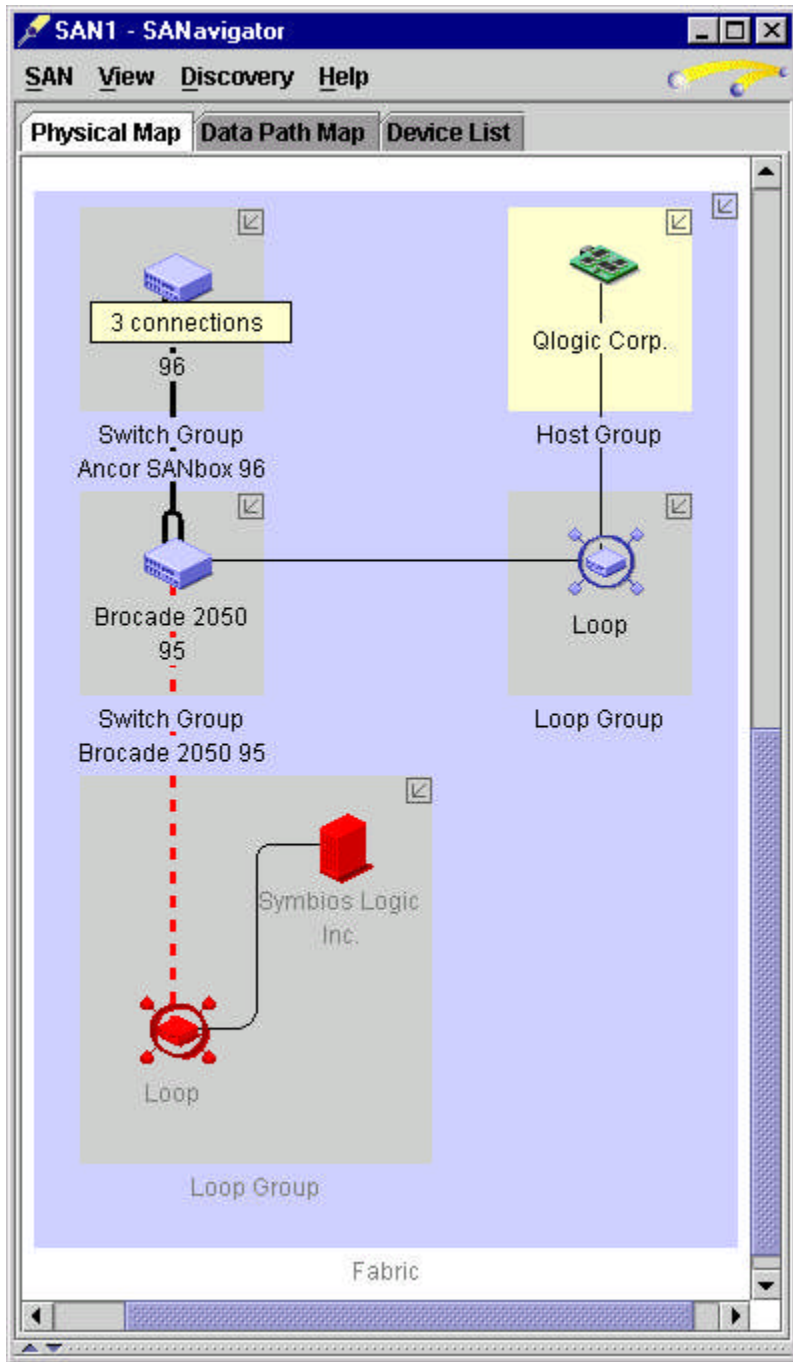 SAN1 - SANavigator
SAN View Discovery Help
Physical Map Data Path Map Device List
3 connections
96
Switch Group
Ancor SANbox 96
Qlogic Corp.
Host Group
Brocade 2050
95
Switch Group
Brocade 2050 95
Loop
Loop Group
Symbios Logic
Inc.
Loop
Loop Group
Fabric